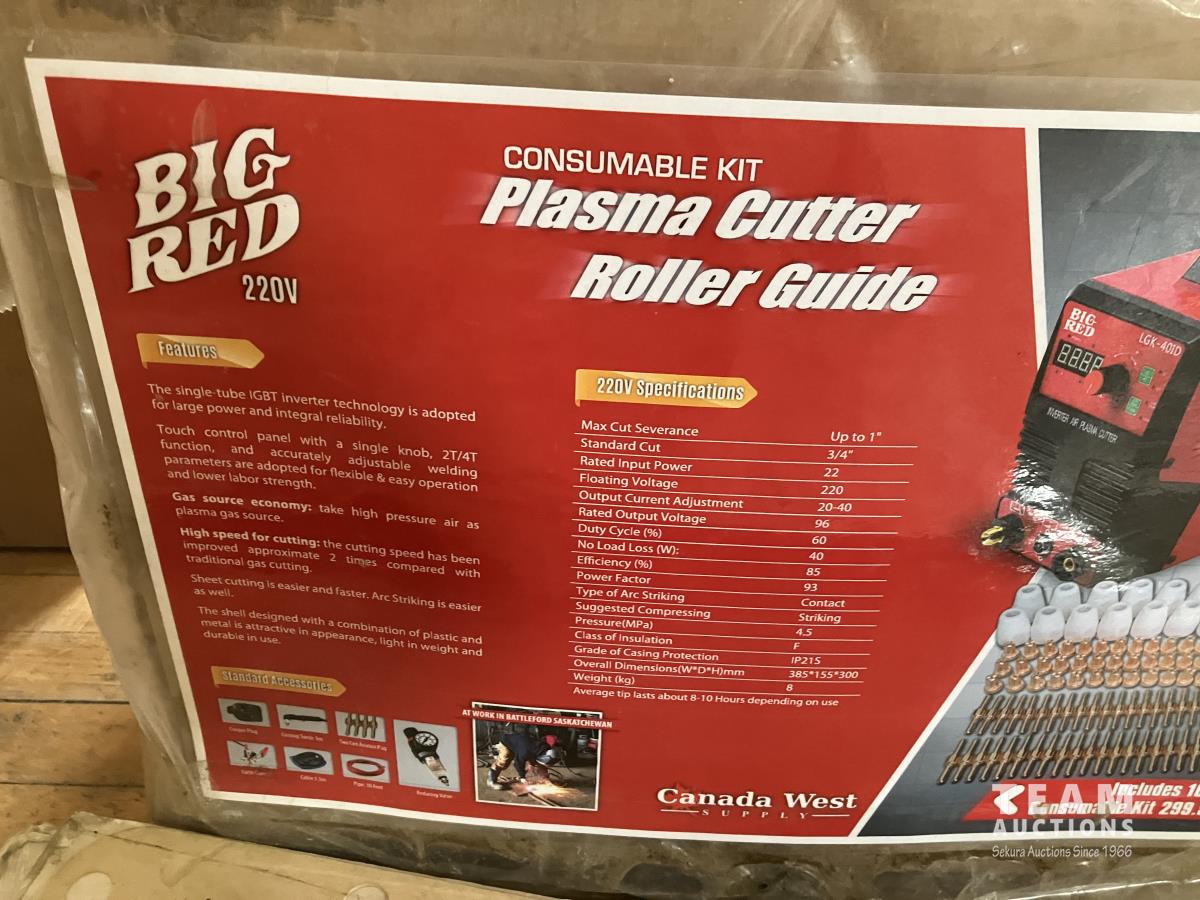 BIG
RED
220V
CONSUMABLE KIT
Plasma Cutter
Roller Guide
Features
The single-tube IGBT inverter technology is adopted
for large power and integral reliability.
Touch control panel with a single knob, 2T/4T
function, and accurately adjustable welding
parameters are adopted for flexible & easy operation
and lower labor strength.
Gas source economy: take high pressure air as
plasma gas source.
High speed for cutting: the cutting speed has been
improved approximate 2 times compared with
traditional gas cutting.
Sheet cutting is easier and faster. Arc Striking is easier
as well.
The shell designed with a combination of plastic and
metal is attractive in appearance, light in weight and
durable in use.
220V Specifications
Max Cut Severance Up to 1"
Standard Cut 3/4"
Rated Input Power 22
Floating Voltage 220
Output Current Adjustment 20-40
Rated Output Voltage 96
Duty Cycle (%) 60
No Load Loss (W): 40
Efficiency (%) 85
Power Factor 93
Type of Arc Striking Contact
Suggested Compressing Striking
Pressure(MPa) 4.5
Class of Insulation F
Grade of Casing Protection IP21S
Overall Dimensions(W*D*H)mm 385*155*300
Weight (kg) 8
Average tip lasts about 8-10 Hours depending on use
BIG
RED
LGK-40ID
INVERTER AIR PLASMA CUTTER
Standard Accessories
Cable 1.5m
Reducing Valve
AT WORK IN BATTLEFORD SASKATCHEWAN
Canada West
SUPPLY
Includes 1
Consumable Kit 299.
TEAM
AUCTIONS
Sekura Auctions Since 1966